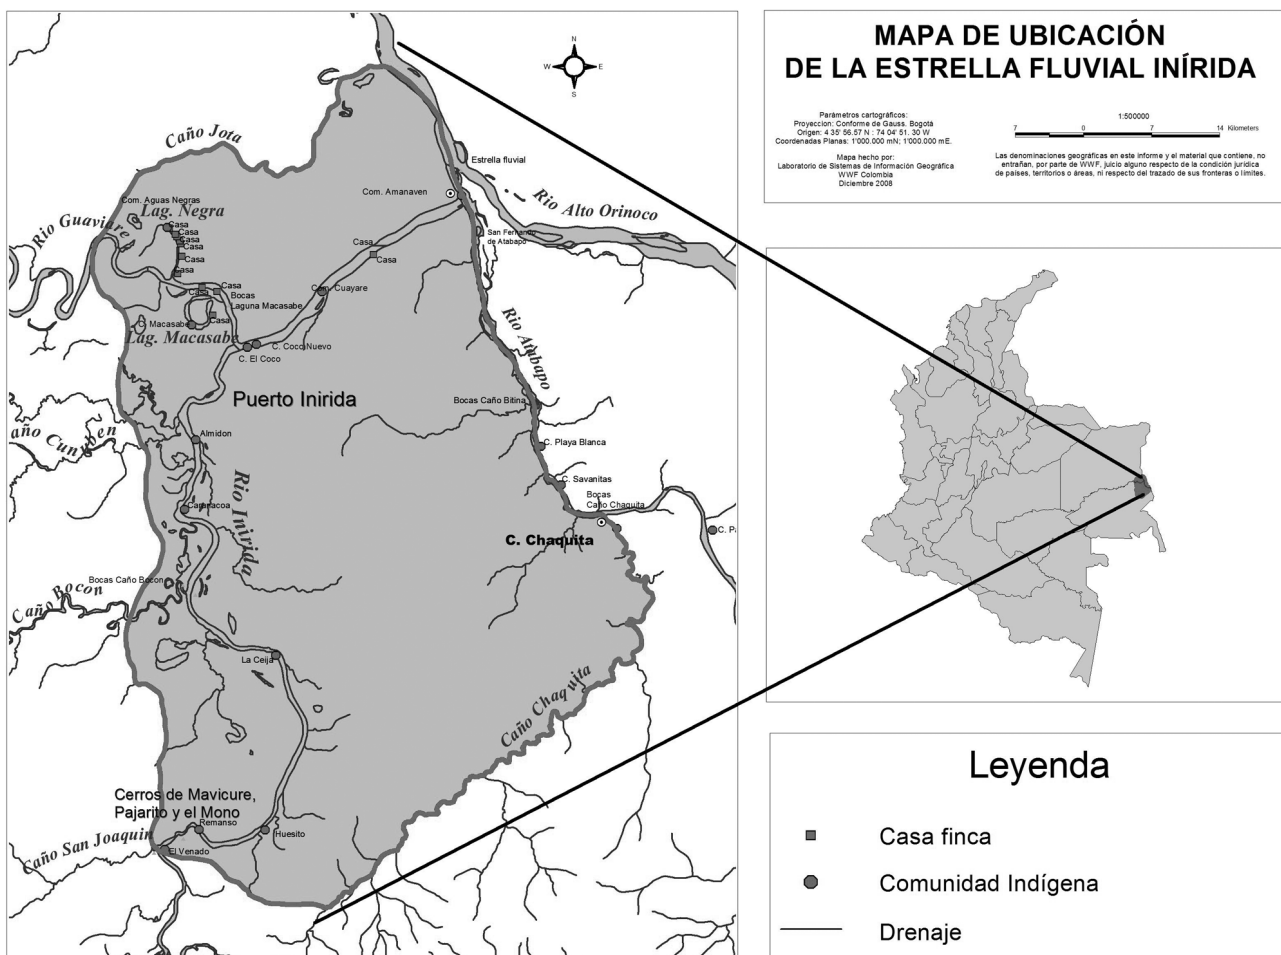 MAPA DE UBICACIÓN
DE LA ESTRELLA FLUVIAL INÍRIDA
Parámetros cartográficos:
Proyeccion: Conforme de Gauss. Bogotá
Origen: 4 35' 56.57 N : 74 04' 51. 30 W
Coordenadas Planas: 1'000.000 mN; 1'000.000 mE.
Mapa hecho por:
Laboratorio de Sistemas de Información Geográfica
WWF Colombia
Diciembre 2008
1:500000
7 0 7 14 Kilometers
Las denominaciones geográficas en este informe y el material que contiene, no
entrañan, por parte de WWF, juicio alguno respecto de la condición jurídica
de países, territorios o áreas, ni respecto del trazado de sus fronteras o límites.
N
W E
S
Caño Jota
Estrella fluvial
Com. Amanaven
Rio Alto Orinoco
Com. Aguas Negras
Lag. Negra
Rio Guaviare
Casa
Casa
Casa
Casa
Casa
Casa
San Fernando
de Atabapo
Casa
Casa
Casa
Casa
Bocas
Laguna Macasabe
Com. Cuayare
Casa
C. Macasabe
Lag. Macasabe
C. Coco Nuevo
C. El Coco
Rio Atabapo
Puerto Inirida
Bocas Caño Bitina
Almidon
C. Playa Blanca
Rio Inirida
C. Savanitas
Bocas
Caño Chaquita
C. Chaquita
Bocas Caño Bocon
Caño Bocon
La Ceija
Caño Chaquita
Cerros de Mavicure,
Pajarito y el Mono
Remanso
Huesito
Caño San Joaquin
El Venado
Leyenda
Casa finca
Comunidad Indígena
Drenaje